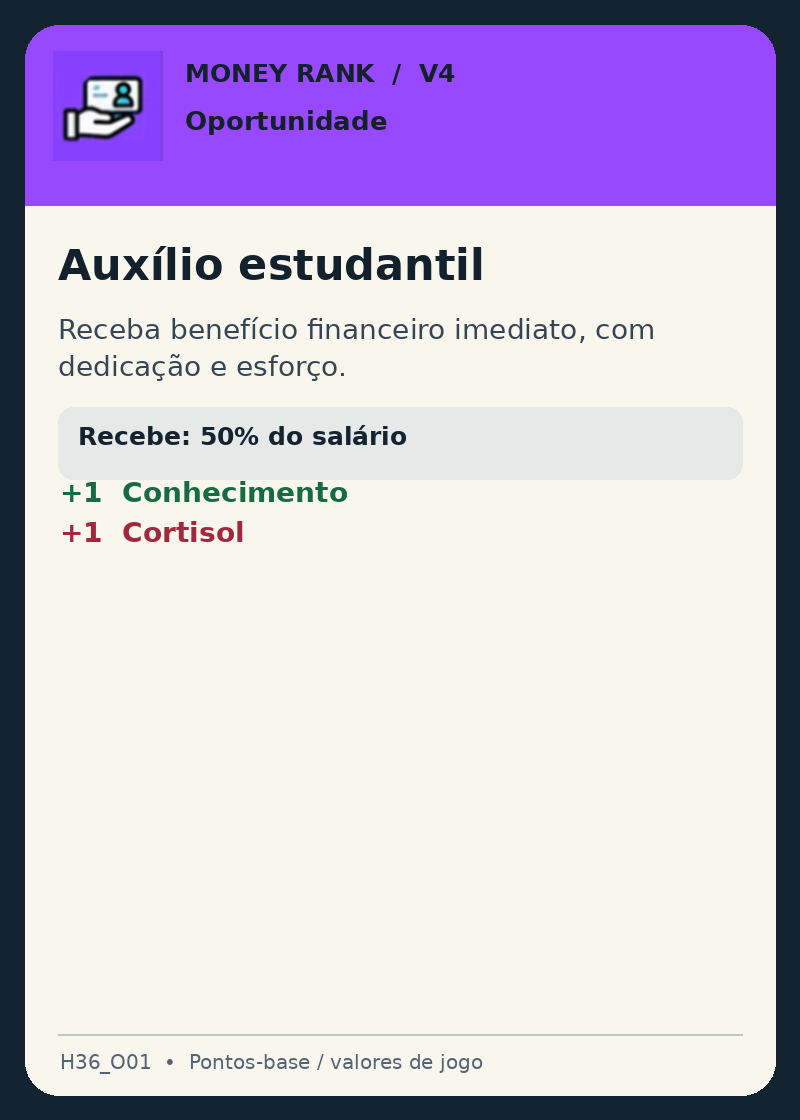 MONEY RANK / V4
Oportunidade
Auxílio estudantil
Receba benefício financeiro imediato, com
dedicação e esforço.
Recebe: 50% do salário
+1 Conhecimento
+1 Cortisol
H36_O01 • Pontos-base / valores de jogo